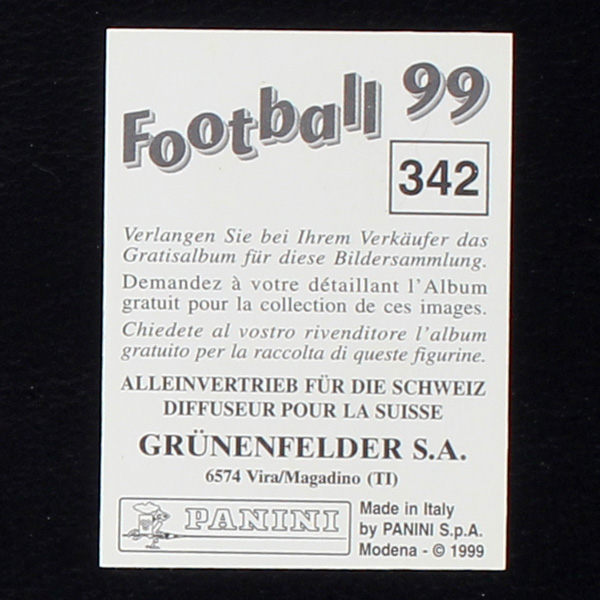 Football 99
342
Verlangen Sie bei Ihrem Verkäufer das
Gratisalbum für diese Bildersammlung.
Demandez à votre détaillant l'Album
gratuit pour la collection de ces images.
Chiedete al vostro rivenditore l'album
gratuito per la raccolta di queste figurine.
ALLEINVERTRIEB FÜR DIE SCHWEIZ
DIFFUSEUR POUR LA SUISSE
GRÜNENFELDER S.A.
6574 Vira/Magadino (TI)
PANINI
Made in Italy
by PANINI S.p.A.
Modena - © 1999